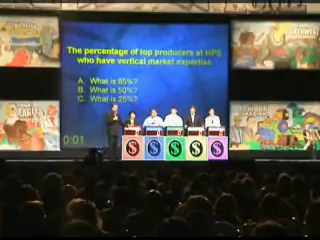 The percentage of top producers at HPS
who have vertical market expertise.
A. What is 85%?
B. What is 50%?
C. What is 25%?
0:01
$ $ $ $ $